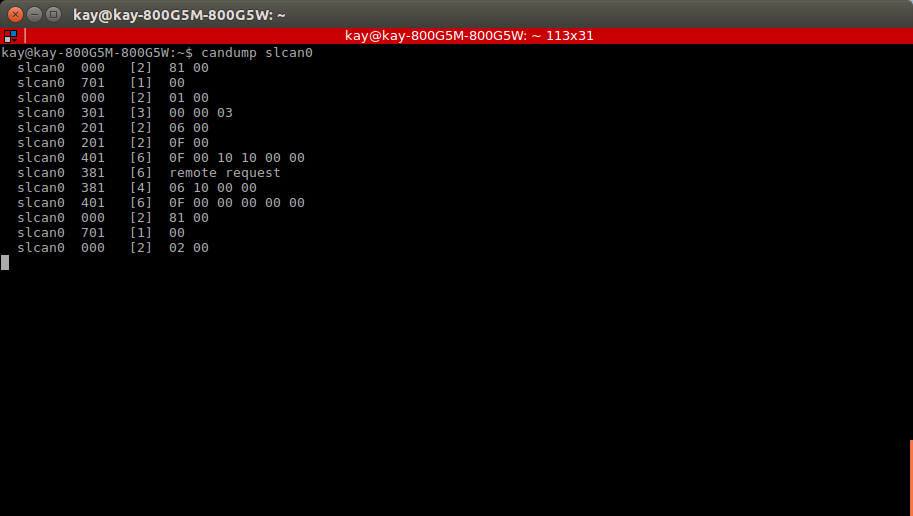 kay@kay-800G5M-800G5W: ~
kay@kay-800G5M-800G5W: ~ 113x31
kay@kay-800G5M-800G5W:~$ candump slcan0
  slcan0  000   [2]  81 00
  slcan0  701   [1]  00
  slcan0  000   [2]  01 00
  slcan0  301   [3]  00 00 03
  slcan0  201   [2]  06 00
  slcan0  201   [2]  0F 00
  slcan0  401   [6]  0F 00 10 10 00 00
  slcan0  381   [6]  remote request
  slcan0  381   [4]  06 10 00 00
  slcan0  401   [6]  0F 00 00 00 00 00
  slcan0  000   [2]  81 00
  slcan0  701   [1]  00
  slcan0  000   [2]  02 00